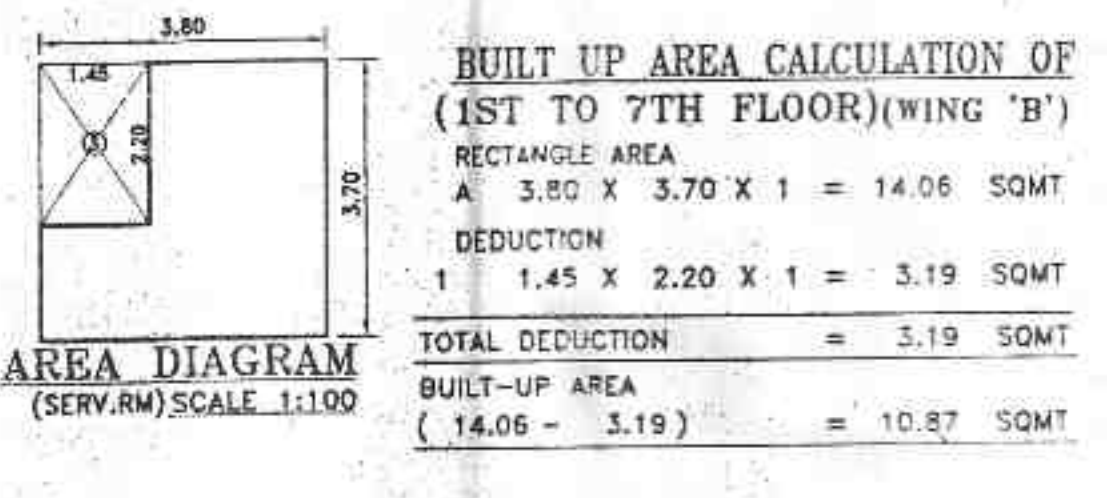 3.80
1.45
2.20
3.70
AREA DIAGRAM
(SERV.RM) SCALE 1:100
BUILT UP AREA CALCULATION OF
(1ST TO 7TH FLOOR)(WING 'B')
RECTANGLE AREA
A 3.80 X 3.70 X 1 = 14.06 SQMT
DEDUCTION
1 1.45 X 2.20 X 1 = 3.19 SQMT
TOTAL DEDUCTION = 3.19 SQMT
BUILT-UP AREA
( 14.06 - 3.19 ) = 10.87 SQMT